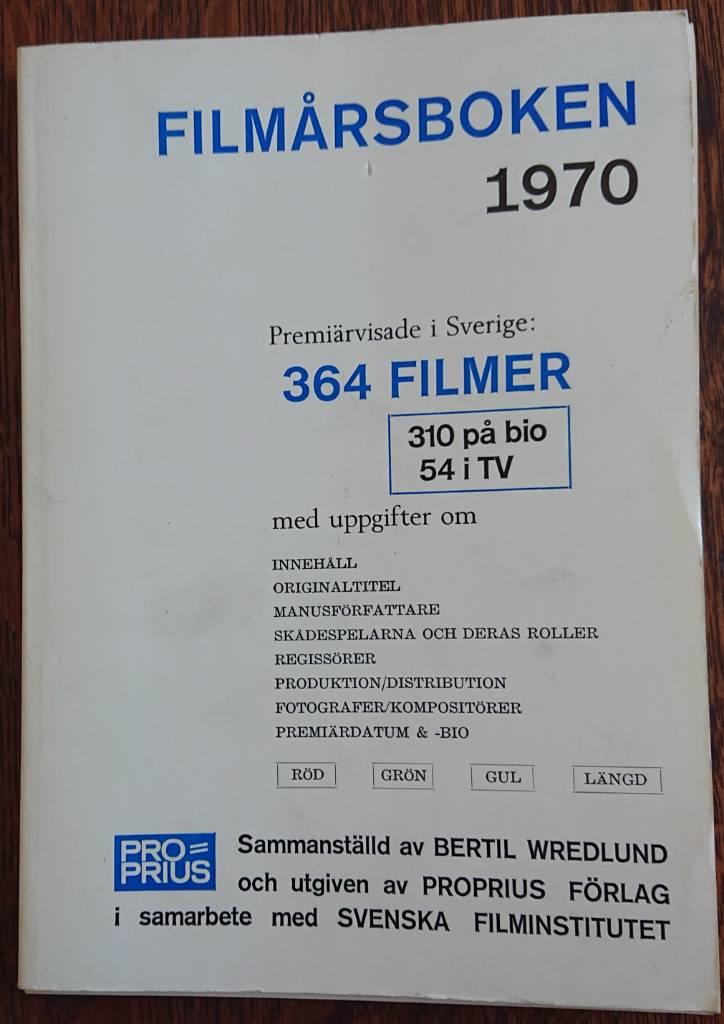 FILMÅRSBOKEN
1970
Premiärvisade i Sverige:
364 FILMER
310 på bio
54 i TV
med uppgifter om
INNEHÅLL
ORIGINALTITEL
MANUSFÖRFATTARE
SKÅDESPELARNA OCH DERAS ROLLER
REGISSÖRER
PRODUKTION/DISTRIBUTION
FOTOGRAFER/KOMPOSITÖRER
PREMIÄRDATUM & -BIO
RÖD GRÖN GUL LÄNGD
PRO=
PRIUS
Sammanställd av BERTIL WREDLUND
och utgiven av PROPRIUS FÖRLAG
i samarbete med SVENSKA FILMINSTITUTET